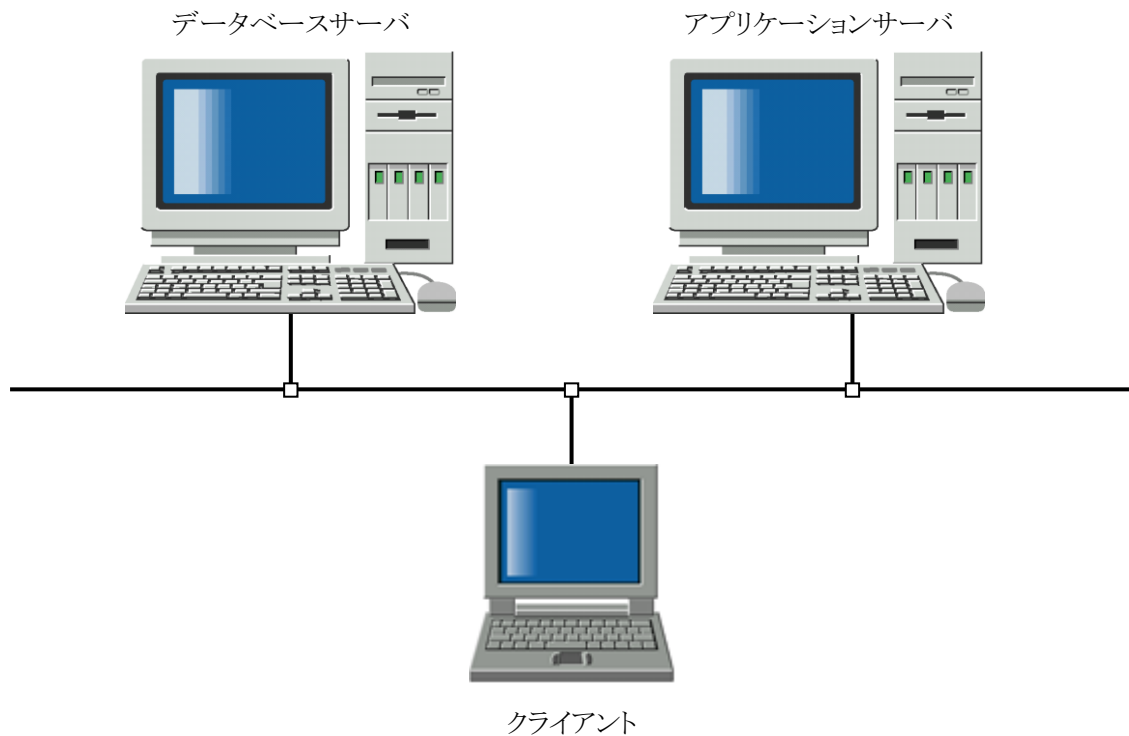 データベースサーバ
アプリケーションサーバ
クライアント